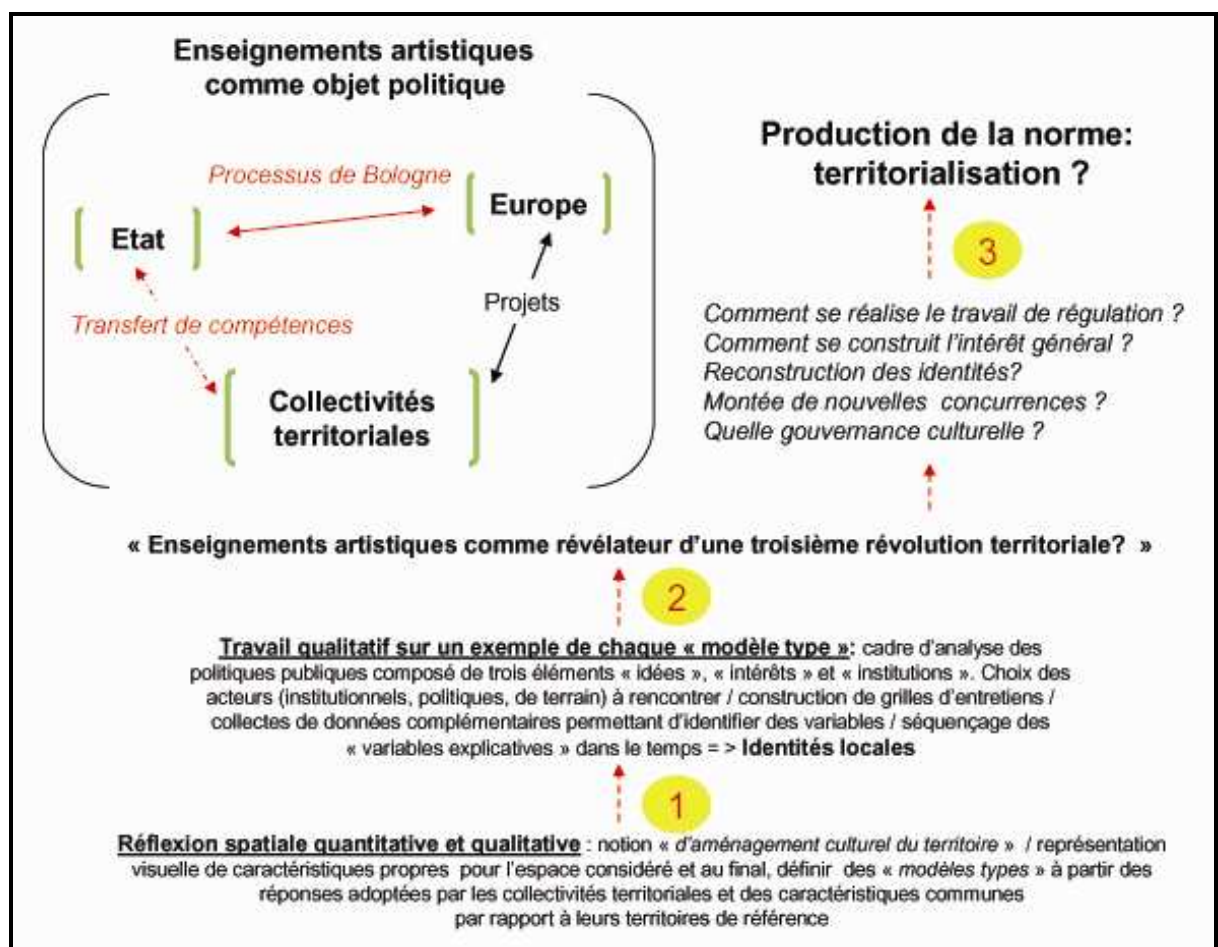 Enseignements artistiques
comme objet politique
Processus de Bologne
Etat
Europe
Projets
Transfert de compétences
Collectivités
territoriales
Production de la norme:
territorialisation ?
3
Comment se réalise le travail de régulation ?
Comment se construit l'intérêt général ?
Reconstruction des identités?
Montée de nouvelles concurrences ?
Quelle gouvernance culturelle ?
« Enseignements artistiques comme révélateur d'une troisième révolution territoriale? »
2
Travail qualitatif sur un exemple de chaque « modèle type »: cadre d'analyse des
politiques publiques composé de trois éléments « idées », « intérêts » et « institutions ». Choix des
acteurs (institutionnels, politiques, de terrain) à rencontrer / construction de grilles d'entretiens /
collectes de données complémentaires permettant d'identifier des variables / séquençage des
« variables explicatives » dans le temps = > Identités locales
1
Réflexion spatiale quantitative et qualitative : notion « d'aménagement culturel du territoire » / représentation
visuelle de caractéristiques propres pour l'espace considéré et au final, définir des « modèles types » à partir des
réponses adoptées par les collectivités territoriales et des caractéristiques communes
par rapport à leurs territoires de référence